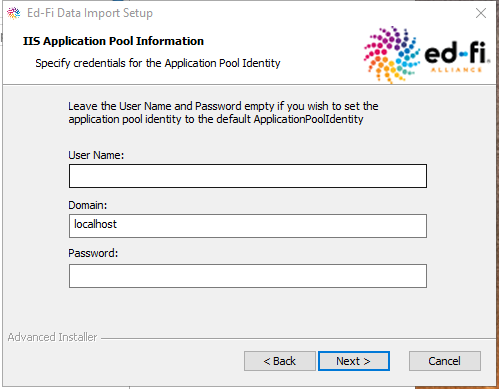 Ed-Fi Data Import Setup
IIS Application Pool Information
Specify credentials for the Application Pool Identity
ed-fi
ALLIANCE
Leave the User Name and Password empty if you wish to set the
application pool identity to the default ApplicationPoolIdentity
User Name:
Domain:
localhost
Password:
Advanced Installer
< Back
Next >
Cancel